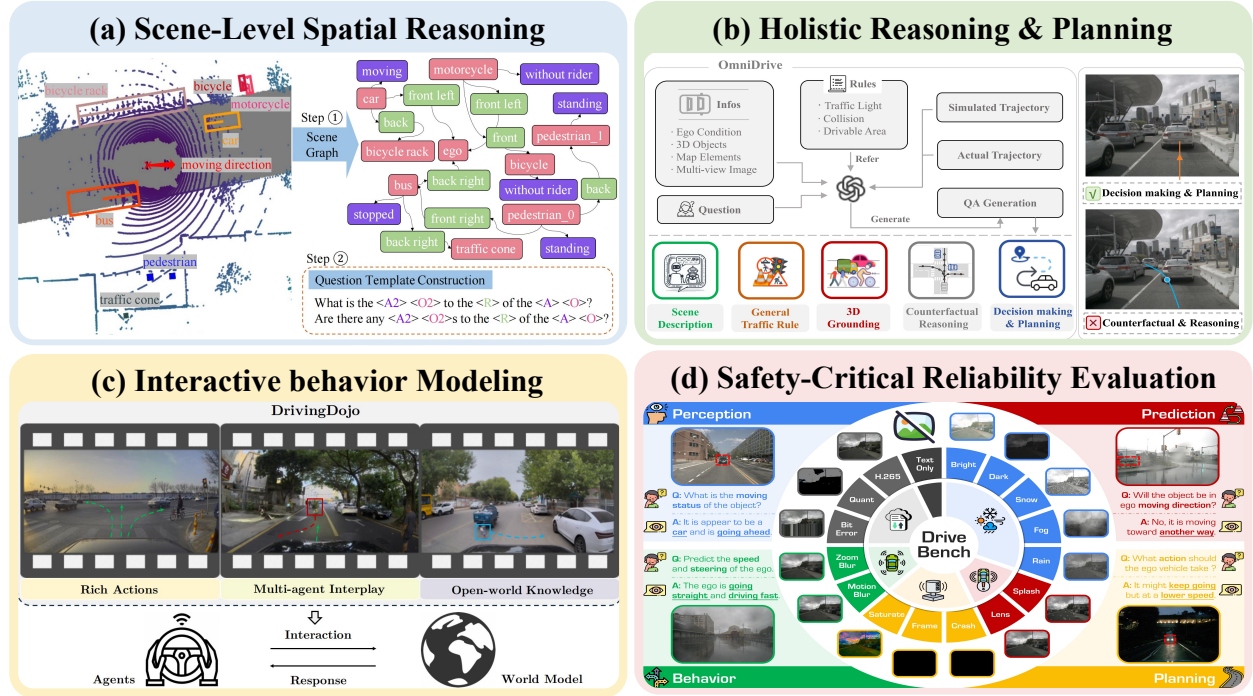 (a) Scene-Level Spatial Reasoning
bicycle rack
bicycle
motorcycle
car
moving direction
bus
pedestrian
traffic cone
Step ①
Scene
Graph
moving
motorcycle
without rider
car
front left
front left
standing
back
front
pedestrian_1
bicycle rack
ego
bicycle
bus
back right
without rider
back
stopped
front right
pedestrian_0
back right
traffic cone
standing
Step ②
Question Template Construction
What is the <A2> <O2> to the <R> of the <A> <O>?
Are there any <A2> <O2>s to the <R> of the <A> <O>?
(b) Holistic Reasoning & Planning
OmniDrive
Infos
· Ego Condition
· 3D Objects
· Map Elements
· Multi-view Image
Question
Rules
· Traffic Light
· Collision
· Drivable Area
Refer
Generate
Simulated Trajectory
Actual Trajectory
QA Generation
Scene
Description
General
Traffic Rule
3D
Grounding
Counterfactual
Reasoning
Decision making
& Planning
√ Decision making & Planning
Counterfactual & Reasoning
(c) Interactive behavior Modeling
DrivingDojo
Rich Actions
Multi-agent Interplay
Open-world Knowledge
Agents
Interaction
Response
World Model
(d) Safety-Critical Reliability Evaluation
Perception
Q: What is the moving
status of the object?
A: It is appear to be a
car and is going ahead.
Q: Predict the speed
and steering of the ego.
A: The ego is going
straight and driving fast.
Behavior
Drive
Bench
Text
Only
Bright
Dark
Snow
Fog
Rain
Splash
Lens
Crash
Frame
Saturate
Motion
Blur
Zoom
Blur
Bit
Error
Quant
H.265
Prediction
Q: Will the object be in
ego moving direction?
A: No, it is moving
toward another way.
Q: What action should
the ego vehicle take ?
A: It might keep going
but at a lower speed.
Planning